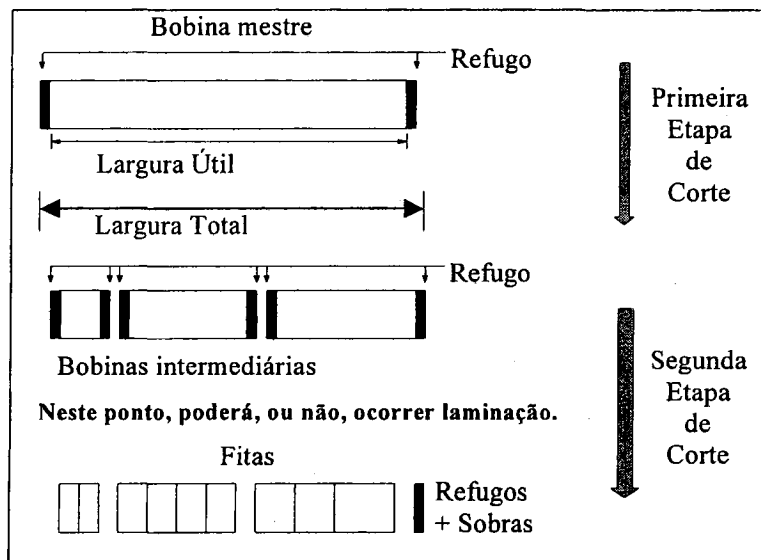 Bobina mestre
Refugo
Largura Útil
Largura Total
Primeira
Etapa
de
Corte
Refugo
Bobinas intermediárias
Neste ponto, poderá, ou não, ocorrer laminação.
Segunda
Etapa
de
Corte
Fitas
Refugos
+ Sobras